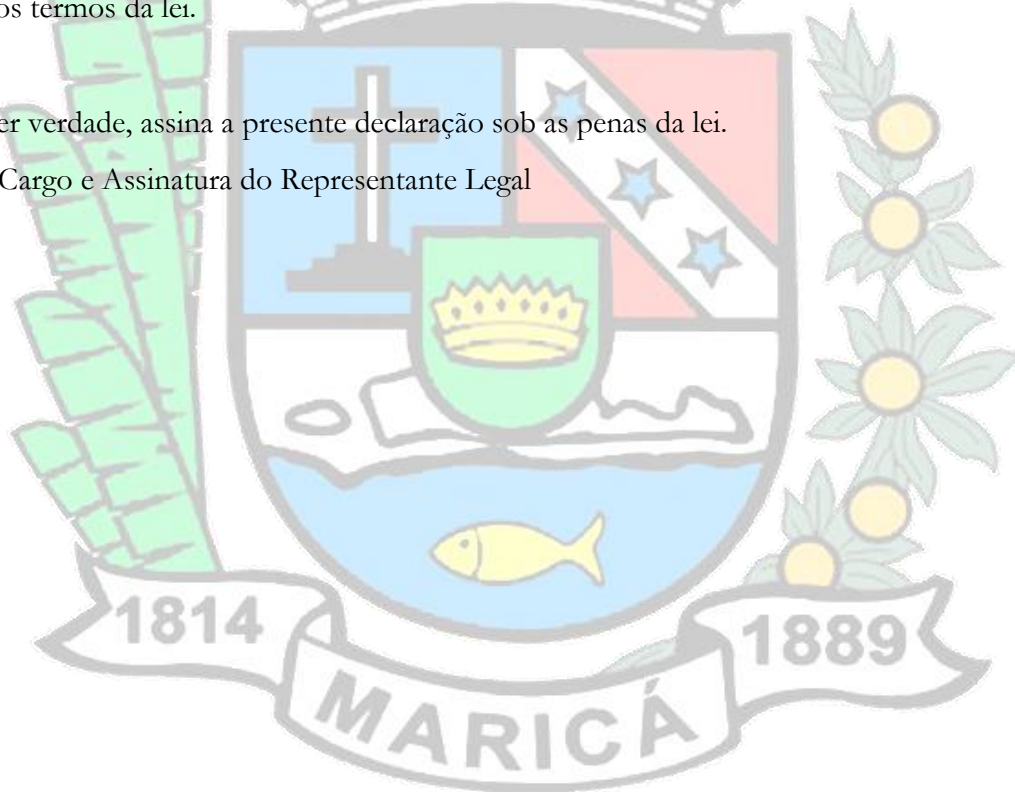 os termos da lei.
er verdade, assina a presente declaração sob as penas da lei.
Cargo e Assinatura do Representante Legal
1814
1889
MARICÁ